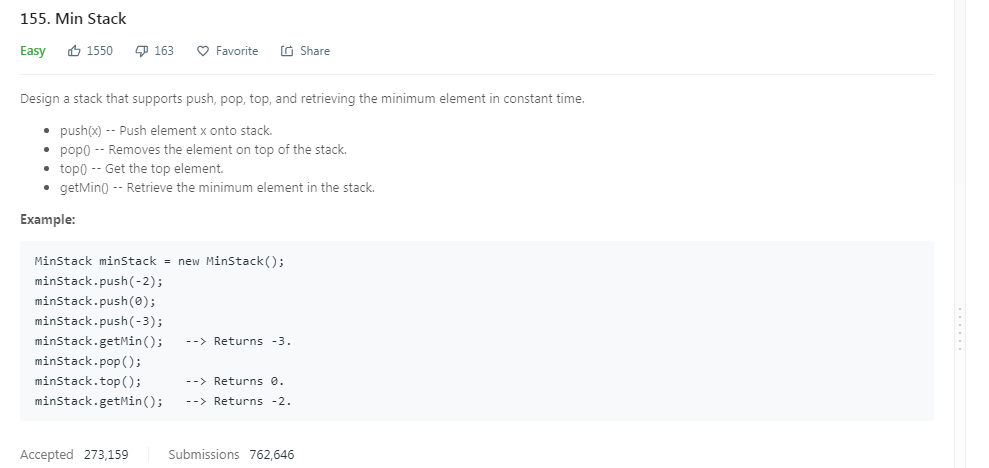 155. Min Stack
Easy 1550 163 Favorite Share
Design a stack that supports push, pop, top, and retrieving the minimum element in constant time.
• push(x) -- Push element x onto stack.
• pop() -- Removes the element on top of the stack.
• top() -- Get the top element.
• getMin() -- Retrieve the minimum element in the stack.
Example:
MinStack minStack = new MinStack();
minStack.push(-2);
minStack.push(0);
minStack.push(-3);
minStack.getMin();   --> Returns -3.
minStack.pop();
minStack.top();      --> Returns 0.
minStack.getMin();   --> Returns -2.
Accepted 273,159 Submissions 762,646